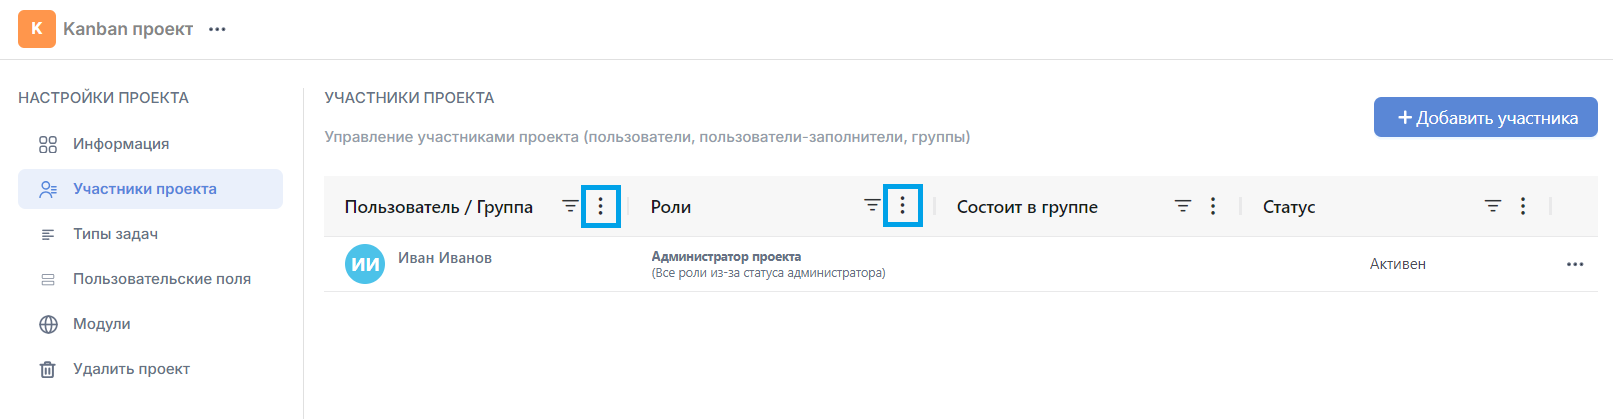 K Kanban проект
НАСТРОЙКИ ПРОЕКТА
Информация
Участники проекта
Типы задач
Пользовательские поля
Модули
Удалить проект
УЧАСТНИКИ ПРОЕКТА
Управление участниками проекта (пользователи, пользователи-заполнители, группы)
+ Добавить участника
Пользователь / Группа Роли Состоит в группе Статус
ИИ Иван Иванов Администратор проекта Активен
(Все роли из-за статуса администратора)